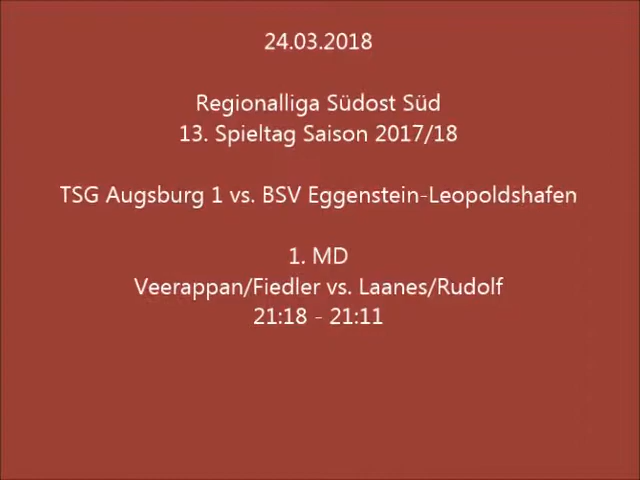 24.03.2018
Regionalliga Südost Süd
13. Spieltag Saison 2017/18
TSG Augsburg 1 vs. BSV Eggenstein-Leopoldshafen
1. MD
Veerappan/Fiedler vs. Laanes/Rudolf
21:18 - 21:11